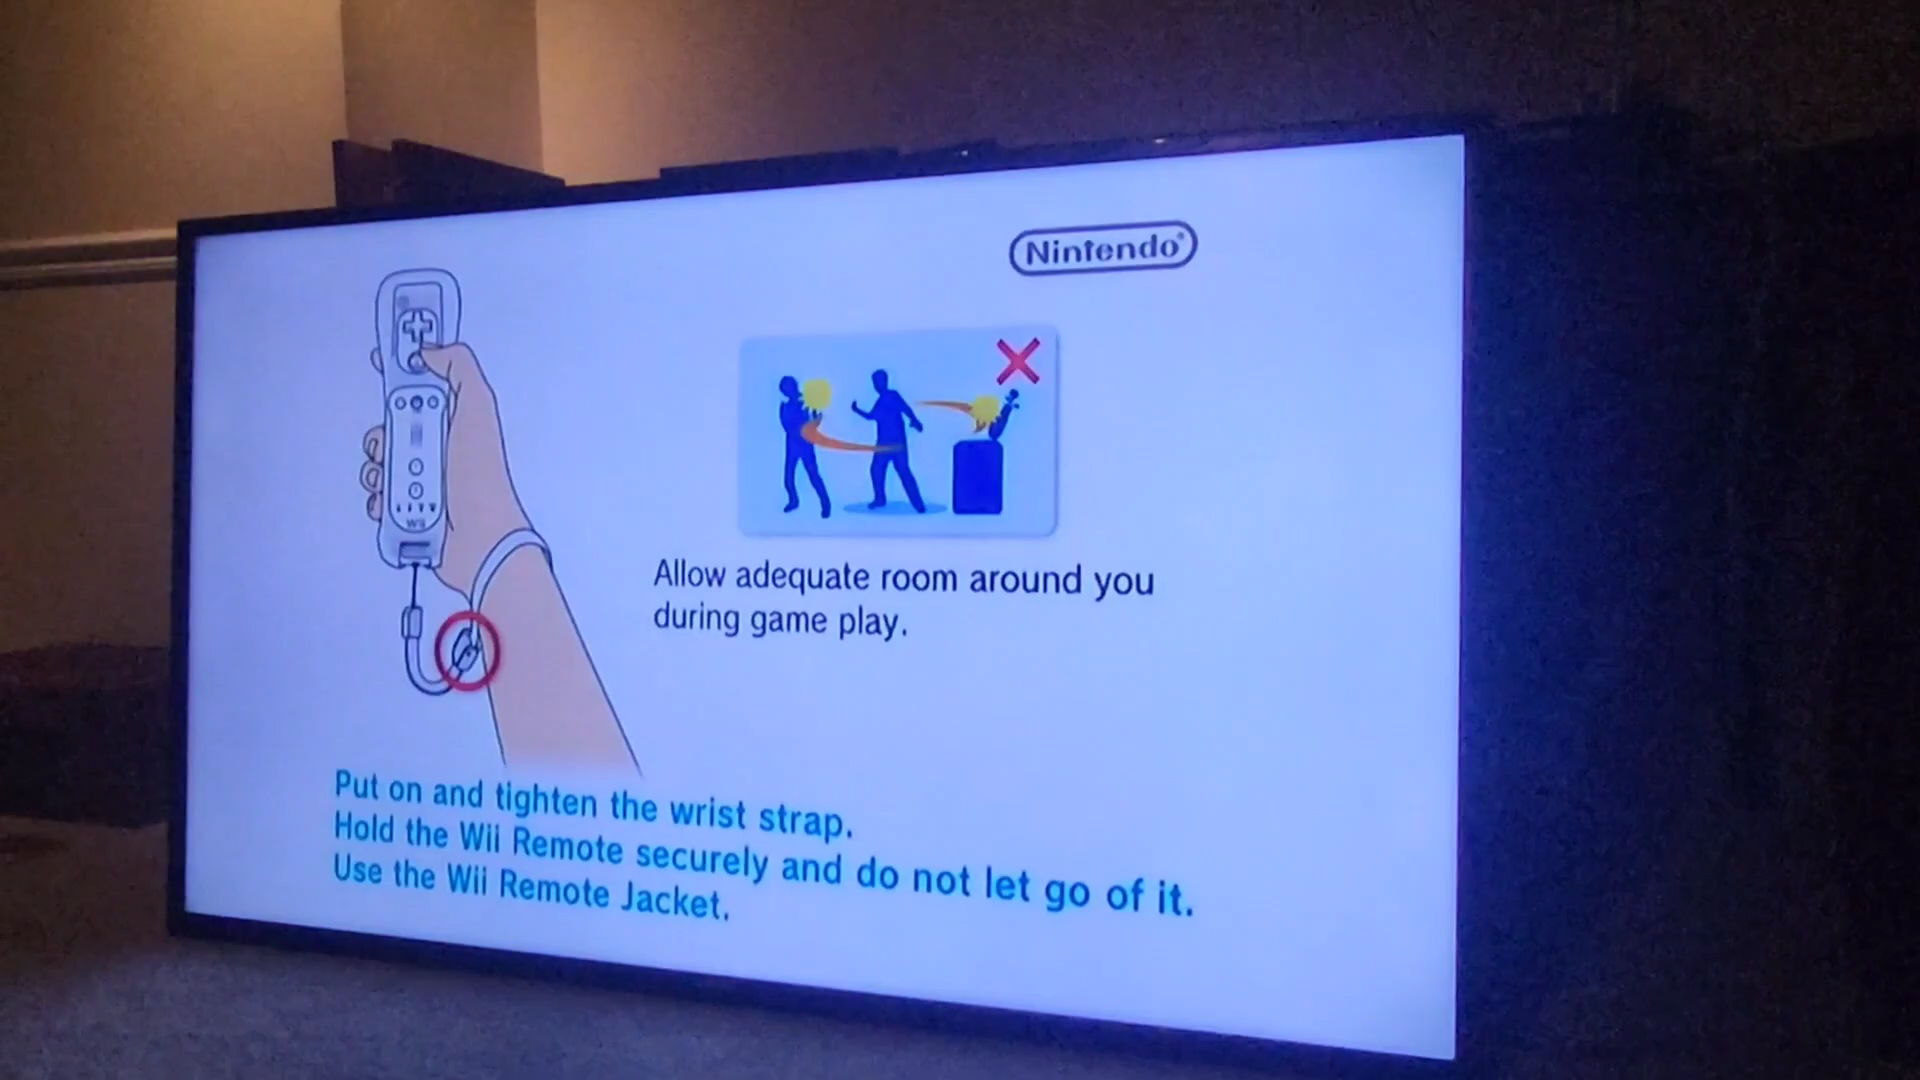 Nintendo®
Wii
Allow adequate room around you
during game play.
Put on and tighten the wrist strap.
Hold the Wii Remote securely and do not let go of it.
Use the Wii Remote Jacket.